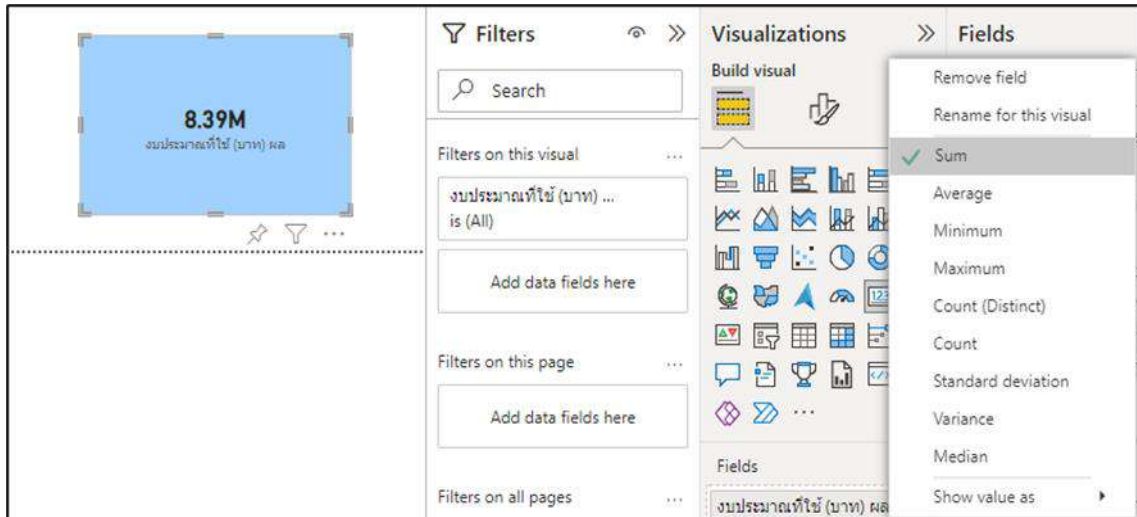 8.39M
งบประมาณที่ใช้ (บาท) ผล
Filters
Search
Filters on this visual
...
งบประมาณที่ใช้ (บาท) ...
is (All)
Add data fields here
Filters on this page
...
Add data fields here
Filters on all pages
...
Visualizations
Build visual
123
...
Fields
งบประมาณที่ใช้ (บาท) ผล
Fields
Remove field
Rename for this visual
Sum
Average
Minimum
Maximum
Count (Distinct)
Count
Standard deviation
Variance
Median
Show value as